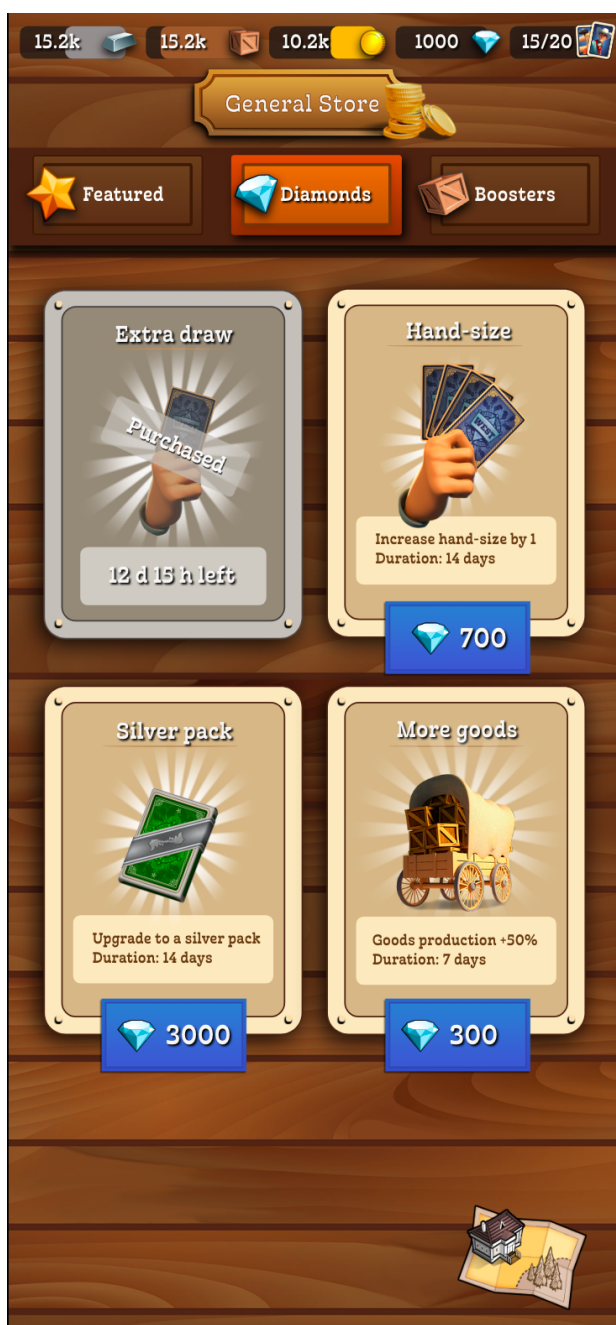 15.2k 15.2k 10.2k 1000 15/20
General Store
Featured Diamonds Boosters
Extra draw
Purchased
12 d 15 h left
Hand-size
WEST
Increase hand-size by 1
Duration: 14 days
700
Silver pack
Upgrade to a silver pack
Duration: 14 days
3000
More goods
Goods production +50%
Duration: 7 days
300